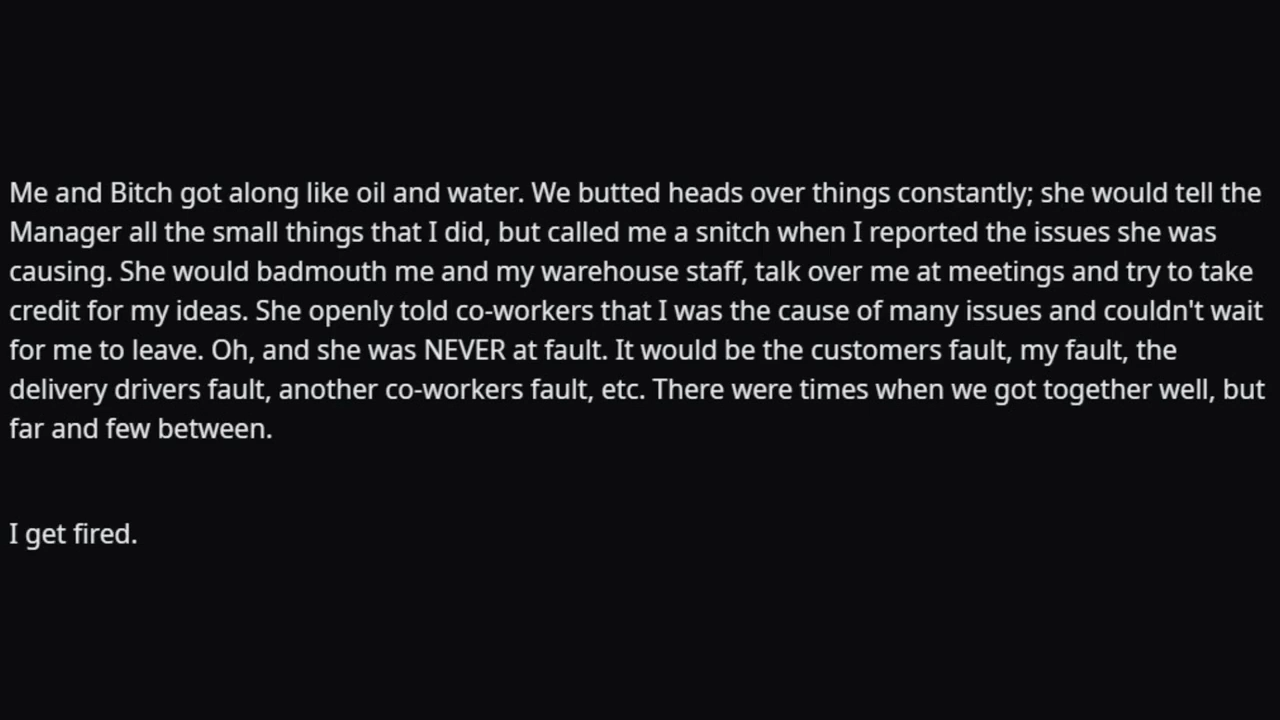 Me and Bitch got along like oil and water. We butted heads over things constantly; she would tell the
Manager all the small things that I did, but called me a snitch when I reported the issues she was
causing. She would badmouth me and my warehouse staff, talk over me at meetings and try to take
credit for my ideas. She openly told co-workers that I was the cause of many issues and couldn't wait
for me to leave. Oh, and she was NEVER at fault. It would be the customers fault, my fault, the
delivery drivers fault, another co-workers fault, etc. There were times when we got together well, but
far and few between.
I get fired.